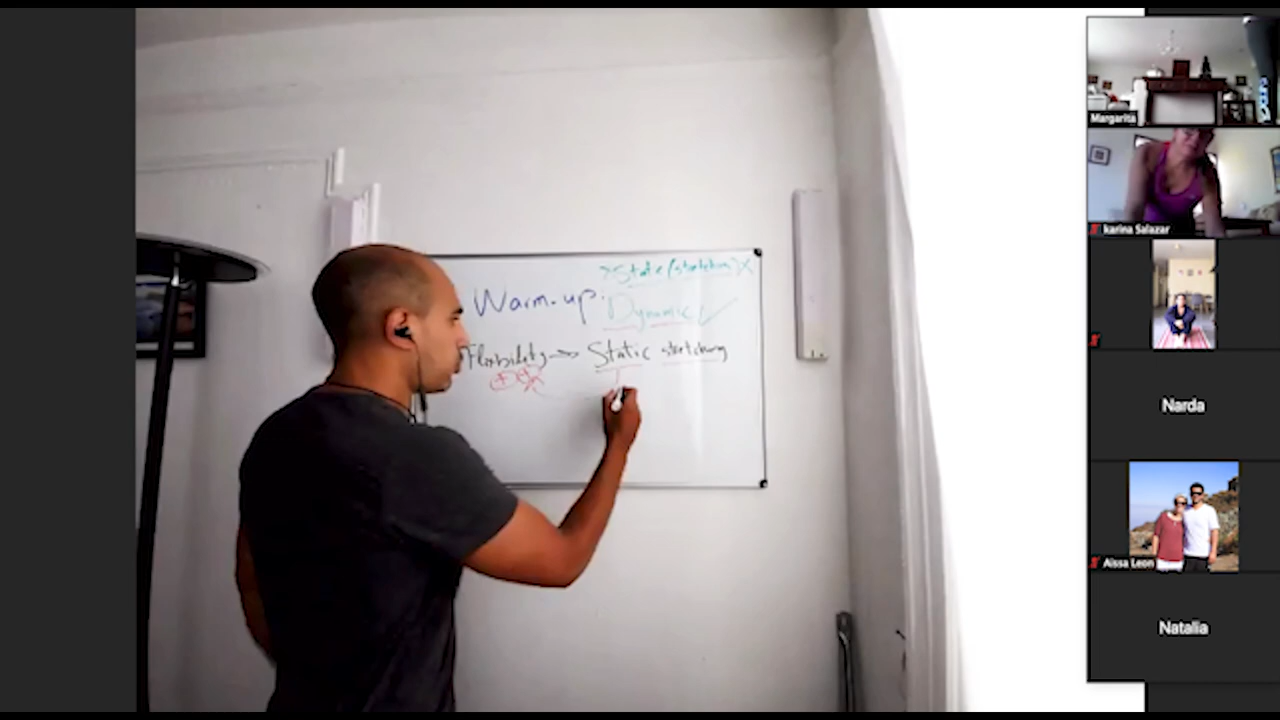 Static (stretching) X
Warm-up:
Dynamic ✓
Flexibility → Static stretching
Margarita
karina Salazar
Narda
Aissa Leon
Natalia